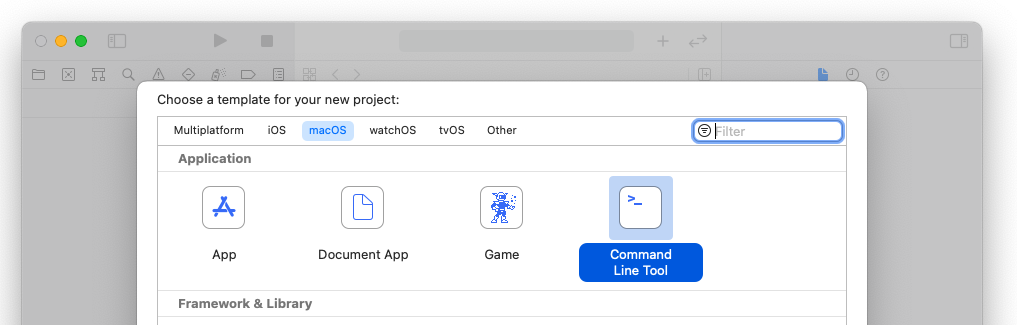 Choose a template for your new project:
Multiplatform iOS macOS watchOS tvOS Other Filter
Application
>_
App Document App Game Command
Line Tool
Framework & Library